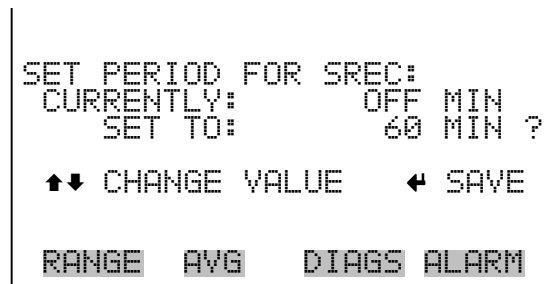 SET PERIOD FOR SREC:
CURRENTLY: OFF MIN
SET TO: 60 MIN ?
⬆⬇ CHANGE VALUE ↵ SAVE
RANGE AVG DIAGS ALARM